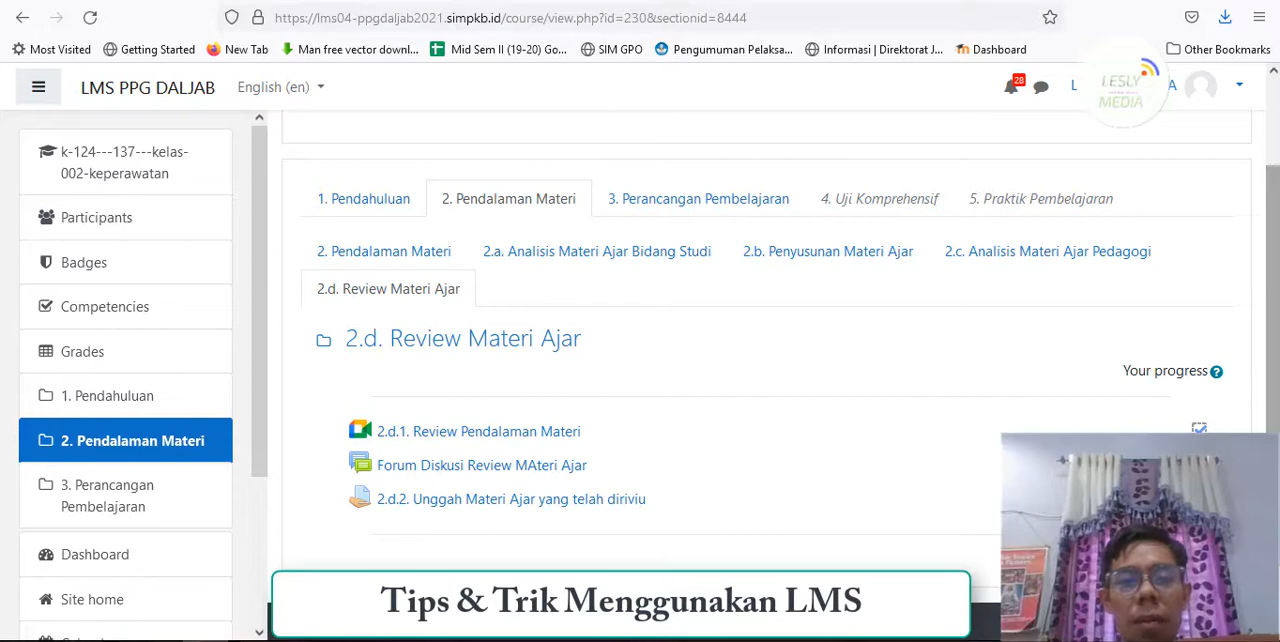 https://lms04-ppgdaljab2021.simpkb.id/course/view.php?id=230&sectionid=8444
Most Visited
Getting Started
New Tab
Man free vector downl...
Mid Sem II (19-20) Go...
SIM GPO
Pengumuman Pelaksa...
Informasi | Direktorat J...
Dashboard
Other Bookmarks
LMS PPG DALJAB
English (en)
28
L
LESLY
MEDIA
A
k-124---137---kelas-
002-keperawatan
Participants
Badges
Competencies
Grades
1. Pendahuluan
2. Pendalaman Materi
3. Perancangan
Pembelajaran
Dashboard
Site home
1. Pendahuluan
2. Pendalaman Materi
3. Perancangan Pembelajaran
4. Uji Komprehensif
5. Praktik Pembelajaran
2. Pendalaman Materi
2.a. Analisis Materi Ajar Bidang Studi
2.b. Penyusunan Materi Ajar
2.c. Analisis Materi Ajar Pedagogi
2.d. Review Materi Ajar
2.d. Review Materi Ajar
Your progress
2.d.1. Review Pendalaman Materi
Forum Diskusi Review MAteri Ajar
2.d.2. Unggah Materi Ajar yang telah diriviu
Tips & Trik Menggunakan LMS